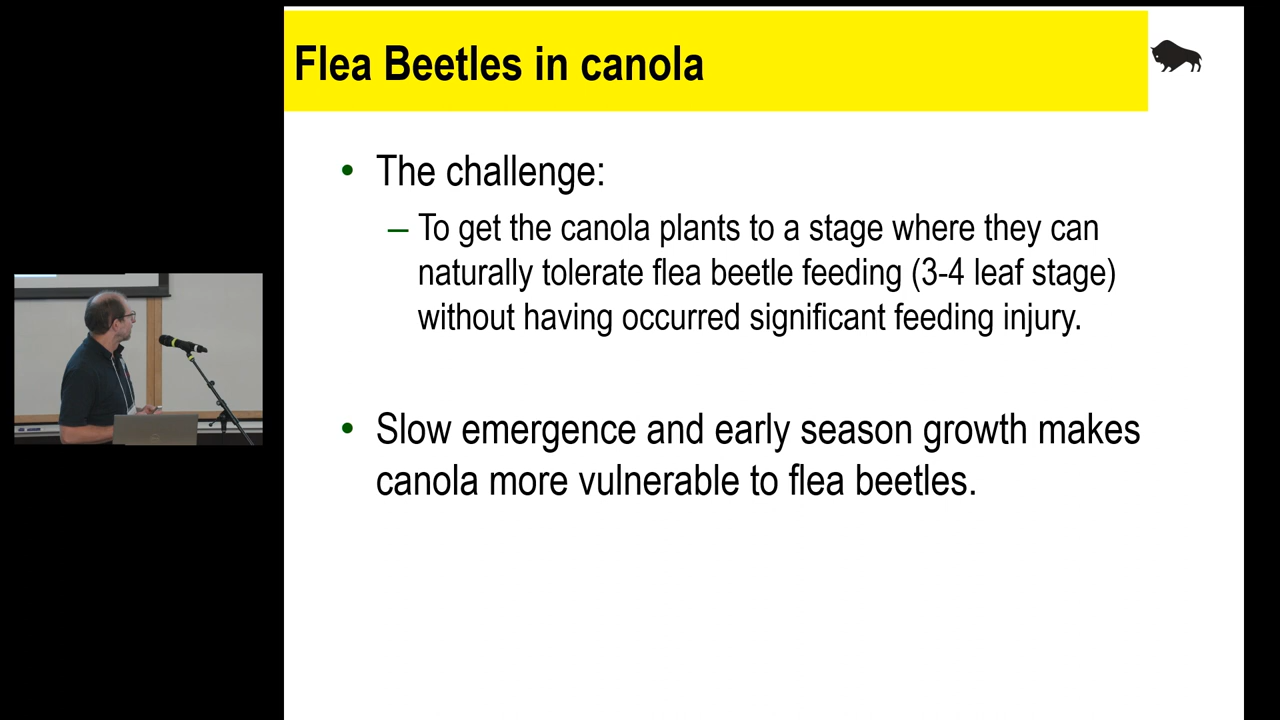 Flea Beetles in canola
• The challenge:
– To get the canola plants to a stage where they can
naturally tolerate flea beetle feeding (3-4 leaf stage)
without having occurred significant feeding injury.
• Slow emergence and early season growth makes
canola more vulnerable to flea beetles.